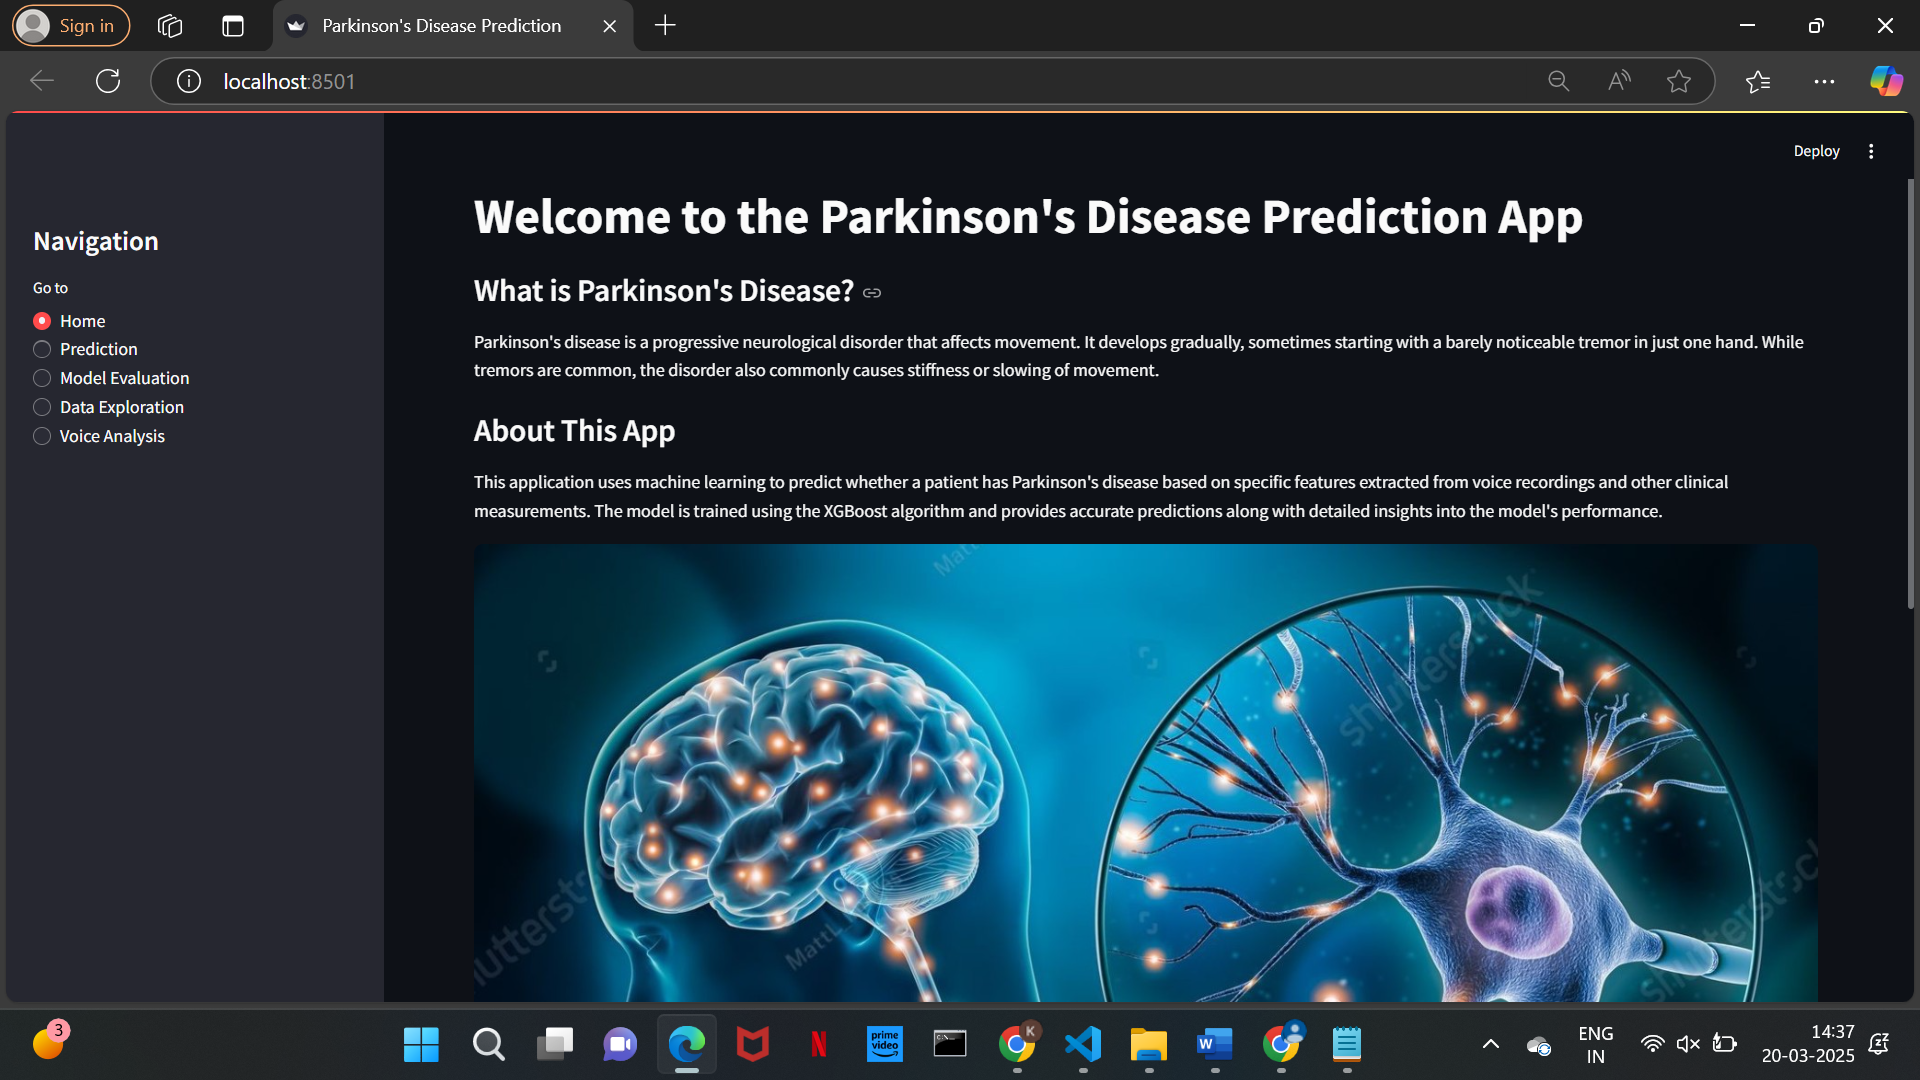 Sign in
Parkinson's Disease Prediction
localhost:8501
Deploy
Navigation
Go to
Home
Prediction
Model Evaluation
Data Exploration
Voice Analysis
Welcome to the Parkinson's Disease Prediction App
What is Parkinson's Disease?
Parkinson's disease is a progressive neurological disorder that affects movement. It develops gradually, sometimes starting with a barely noticeable tremor in just one hand. While
tremors are common, the disorder also commonly causes stiffness or slowing of movement.
About This App
This application uses machine learning to predict whether a patient has Parkinson's disease based on specific features extracted from voice recordings and other clinical
measurements. The model is trained using the XGBoost algorithm and provides accurate predictions along with detailed insights into the model's performance.
shutterstock
3
N
prime
video
C:\_
K
W
ENG
IN
14:37
20-03-2025